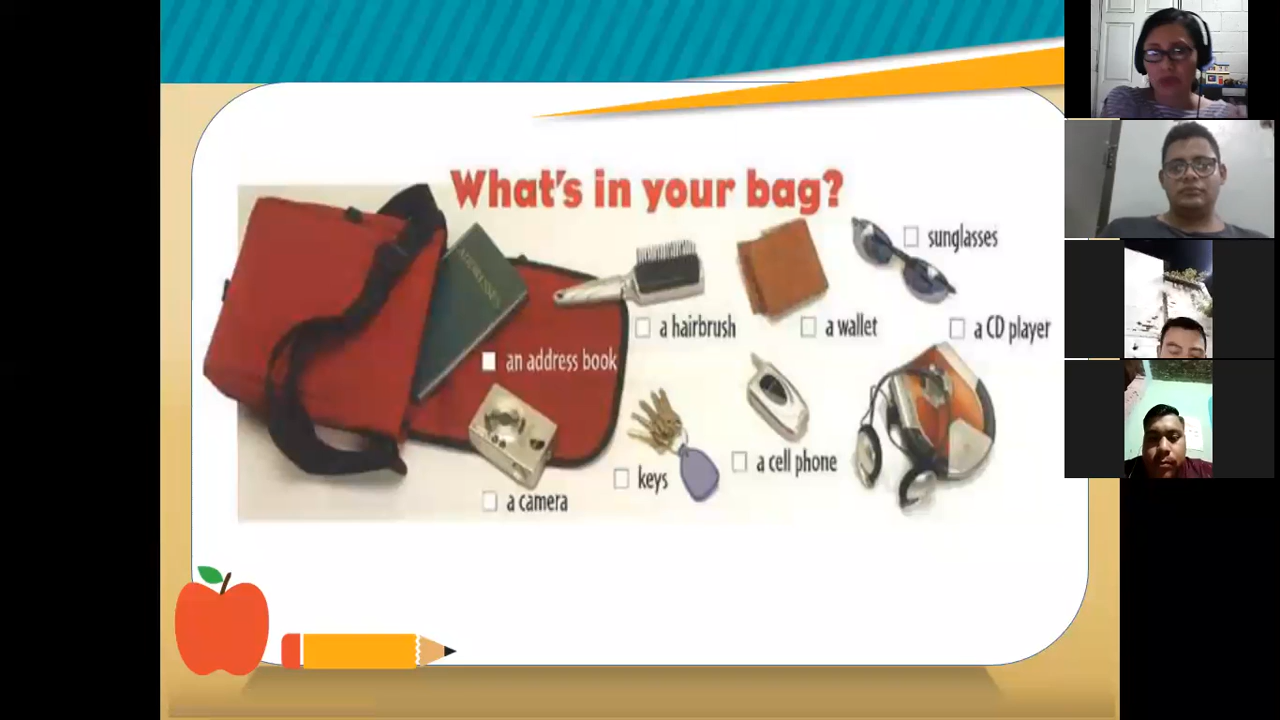 What's in your bag?
sunglasses
a hairbrush
a wallet
a CD player
an address book
a cell phone
keys
a camera